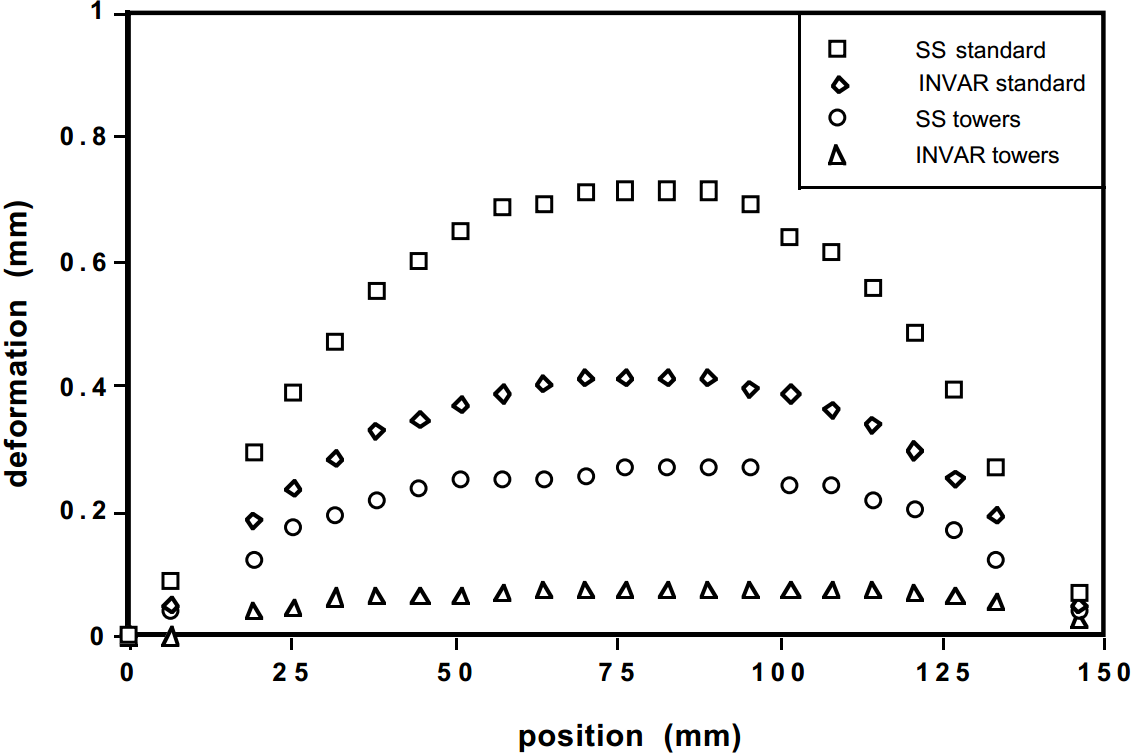 1
0.8
0.6
0.4
0.2
0
0 25 50 75 100 125 150
deformation (mm)
position (mm)
SS standard
INVAR standard
SS towers
INVAR towers